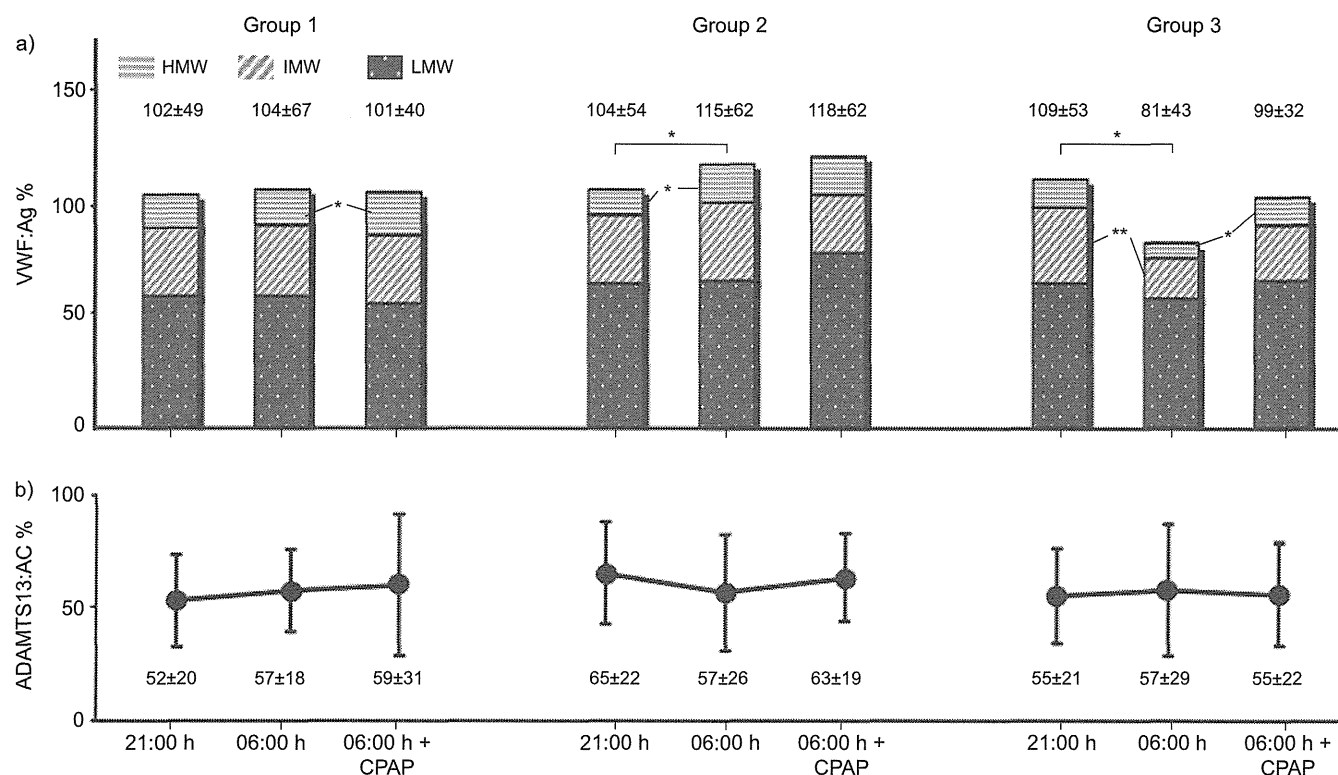 Group 1 Group 2 Group 3
a)
HMW IMW LMW
VWF:Ag %
150
100
50
0
102±49 104±67 101±40 104±54 115±62 118±62 109±53 81±43 99±32
* *
* * ** *
b)
ADAMTS13:AC %
100
50
0
52±20 57±18 59±31 65±22 57±26 63±19 55±21 57±29 55±22
21:00 h 06:00 h 06:00 h + 21:00 h 06:00 h 06:00 h + 21:00 h 06:00 h 06:00 h +
CPAP CPAP CPAP